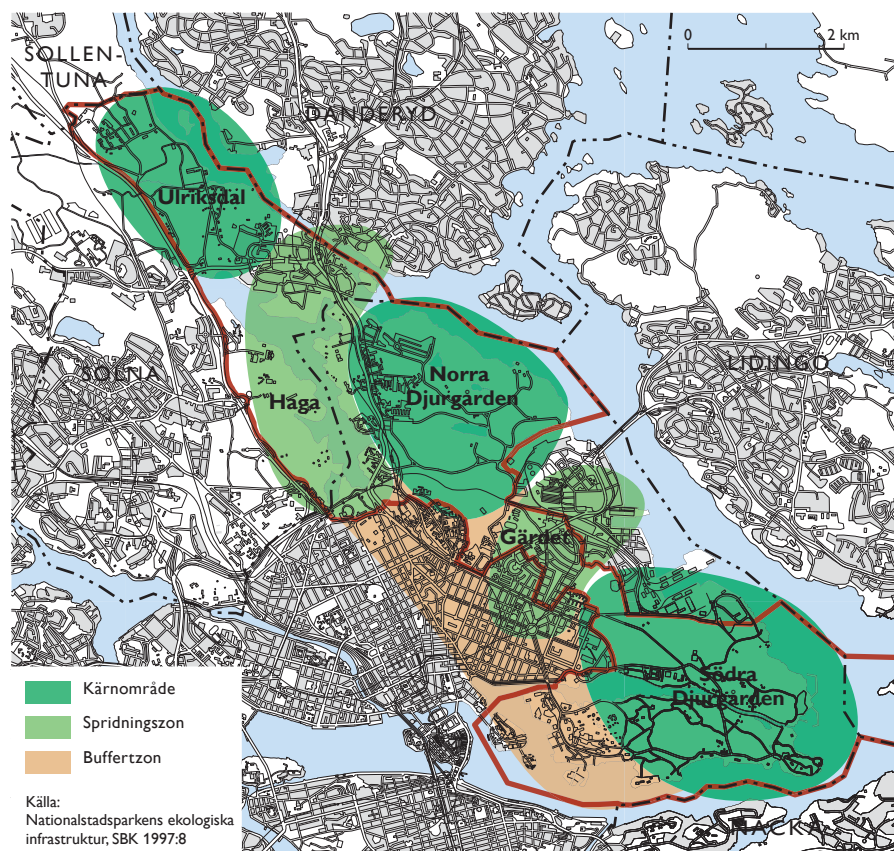 0 2 km
SOLLEN-
TUNA
DANDERYD
Ulriksdal
LIDINGÖ
SOLNA
Norra
Djurgården
Haga
Gärdet
Södra
Djurgården
Kärnområde
Spridningszon
Buffertzon
Källa:
Nationalstadsparkens ekologiska
infrastruktur, SBK 1997:8
NACKA